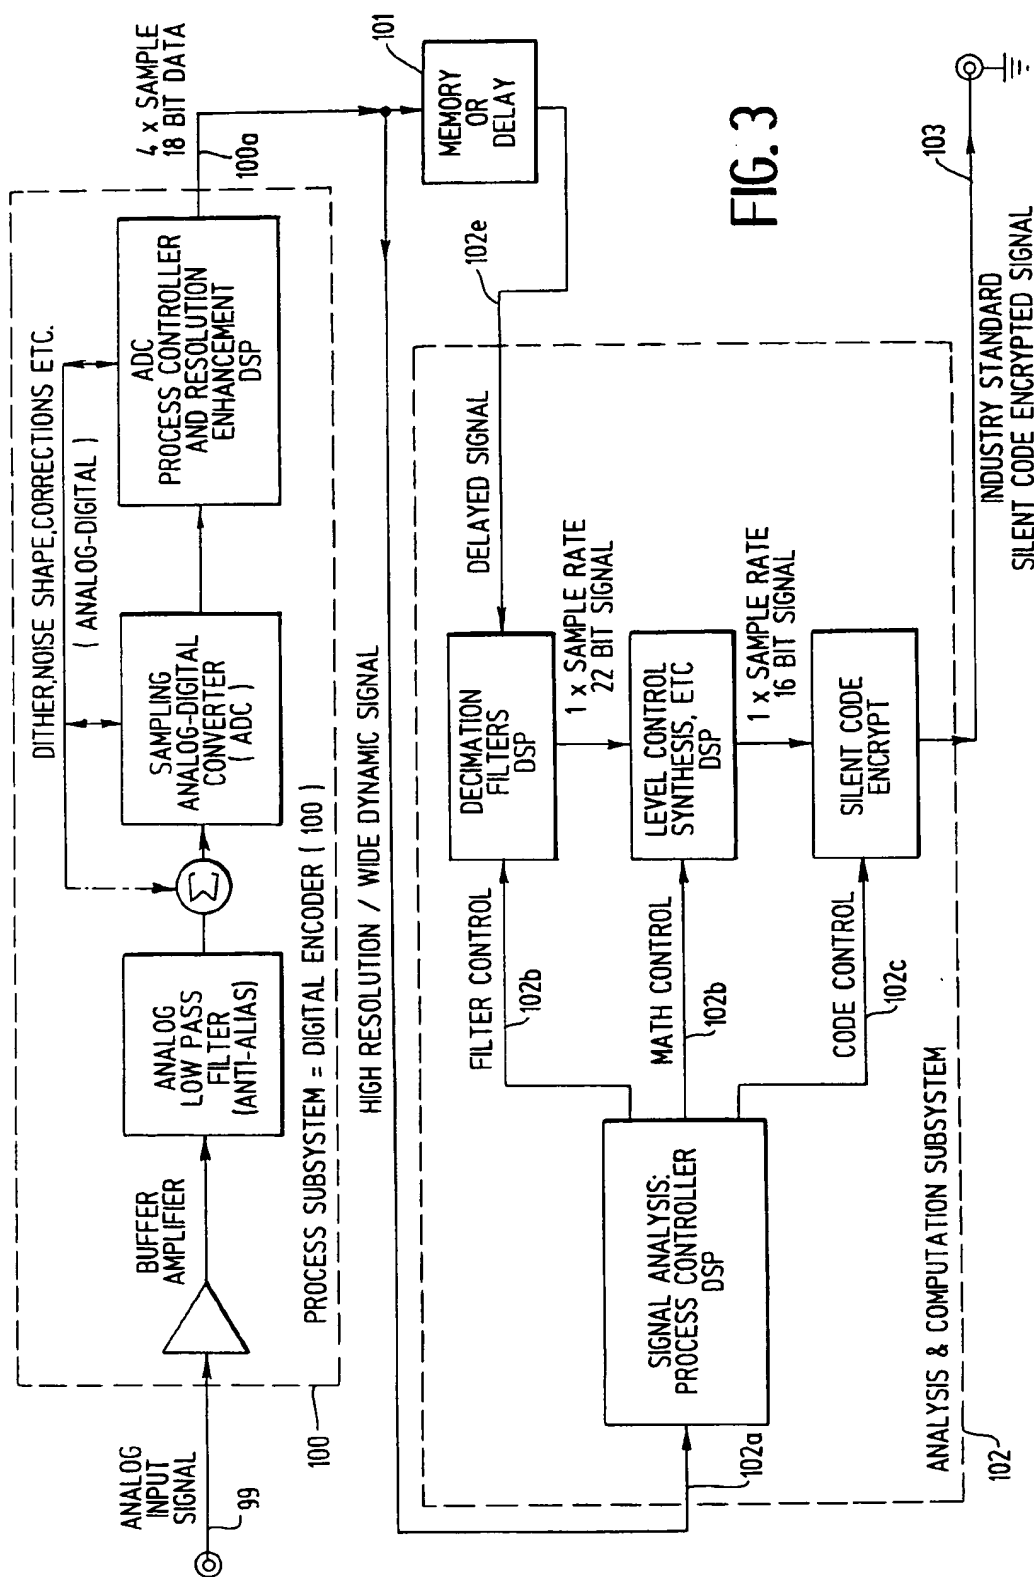 ANALOG
INPUT
SIGNAL
99
100
BUFFER
AMPLIFIER
ANALOG
LOW PASS
FILTER
(ANTI-ALIAS)
Σ
SAMPLING
ANALOG-DIGITAL
CONVERTER
( ADC )
DITHER,NOISE SHAPE,CORRECTIONS ETC.
( ANALOG-DIGITAL )
ADC
PROCESS CONTROLLER
AND RESOLUTION
ENHANCEMENT
DSP
PROCESS SUBSYSTEM = DIGITAL ENCODER ( 100 )
4 x SAMPLE
18 BIT DATA
100a
HIGH RESOLUTION / WIDE DYNAMIC SIGNAL
101
MEMORY
OR
DELAY
102e
DELAYED SIGNAL
DECIMATION
FILTERS
DSP
1 x SAMPLE RATE
22 BIT SIGNAL
LEVEL CONTROL
SYNTHESIS, ETC
DSP
1 x SAMPLE RATE
16 BIT SIGNAL
SILENT CODE
ENCRYPT
FILTER CONTROL
102b
MATH CONTROL
102b
CODE CONTROL
102c
SIGNAL ANALYSIS:
PROCESS CONTROLLER
DSP
102a
ANALYSIS & COMPUTATION SUBSYSTEM
102
103
INDUSTRY STANDARD
SILENT CODE ENCRYPTED SIGNAL
FIG. 3